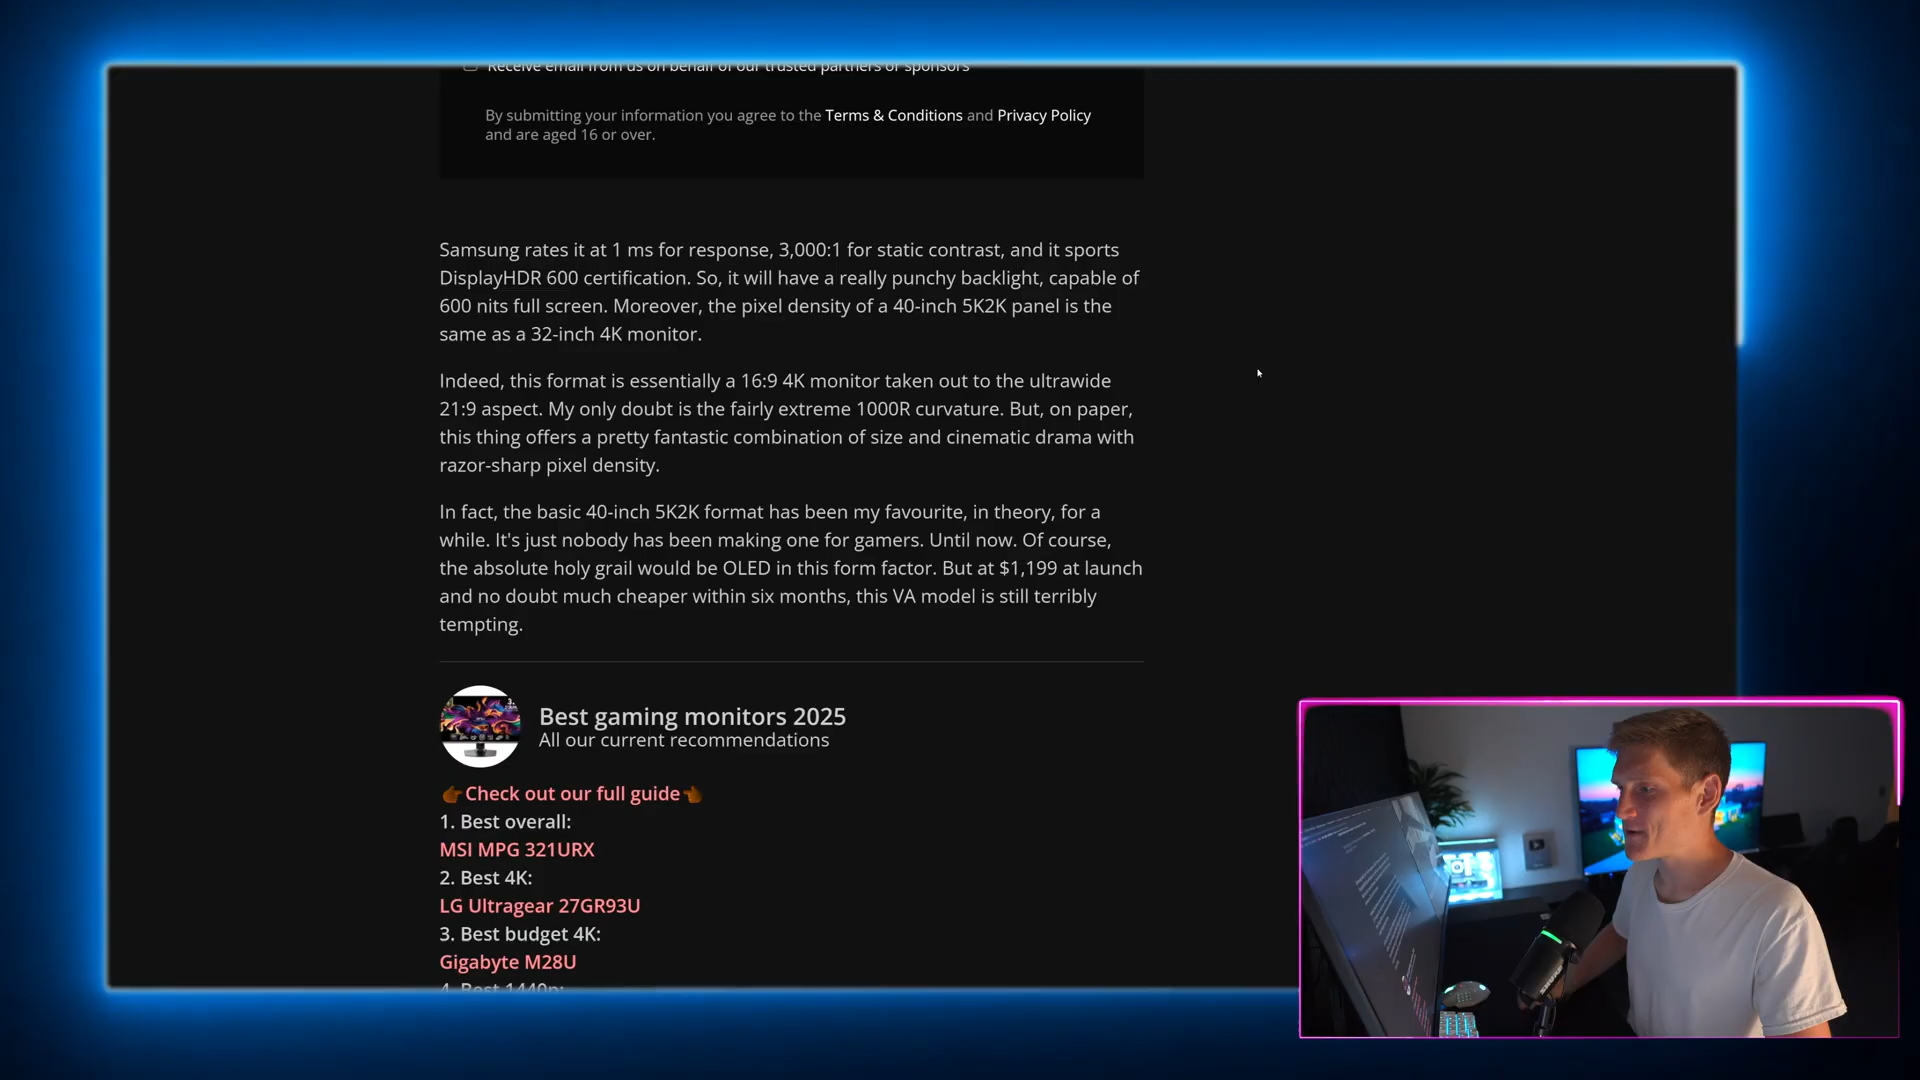 Receive email from us on behalf of our trusted partners or sponsors
By submitting your information you agree to the Terms & Conditions and Privacy Policy
and are aged 16 or over.
Samsung rates it at 1 ms for response, 3,000:1 for static contrast, and it sports
DisplayHDR 600 certification. So, it will have a really punchy backlight, capable of
600 nits full screen. Moreover, the pixel density of a 40-inch 5K2K panel is the
same as a 32-inch 4K monitor.
Indeed, this format is essentially a 16:9 4K monitor taken out to the ultrawide
21:9 aspect. My only doubt is the fairly extreme 1000R curvature. But, on paper,
this thing offers a pretty fantastic combination of size and cinematic drama with
razor-sharp pixel density.
In fact, the basic 40-inch 5K2K format has been my favourite, in theory, for a
while. It's just nobody has been making one for gamers. Until now. Of course,
the absolute holy grail would be OLED in this form factor. But at $1,199 at launch
and no doubt much cheaper within six months, this VA model is still terribly
tempting.
Best gaming monitors 2025
All our current recommendations
👉Check out our full guide👈
1. Best overall:
MSI MPG 321URX
2. Best 4K:
LG Ultragear 27GR93U
3. Best budget 4K:
Gigabyte M28U
4. Best 1440p: